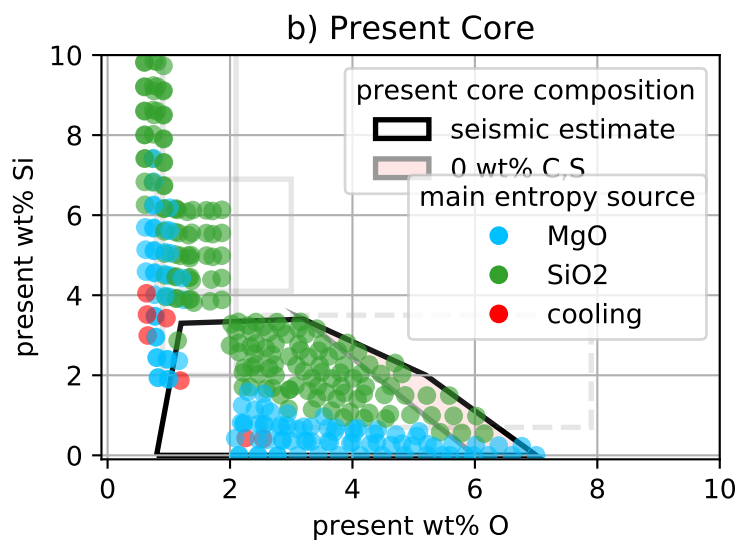 b) Present Core
present wt% Si
10
8
6
4
2
0
present core composition
seismic estimate
0 wt% C,S
main entropy source
MgO
SiO2
cooling
0
2
4
6
8
10
present wt% O